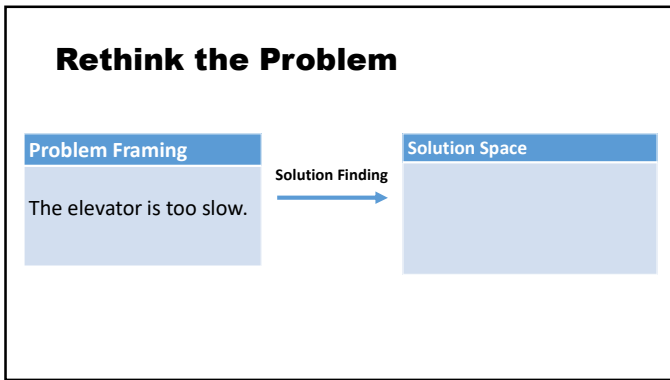 Rethink the Problem
Problem Framing
The elevator is too slow.
Solution Finding
Solution Space